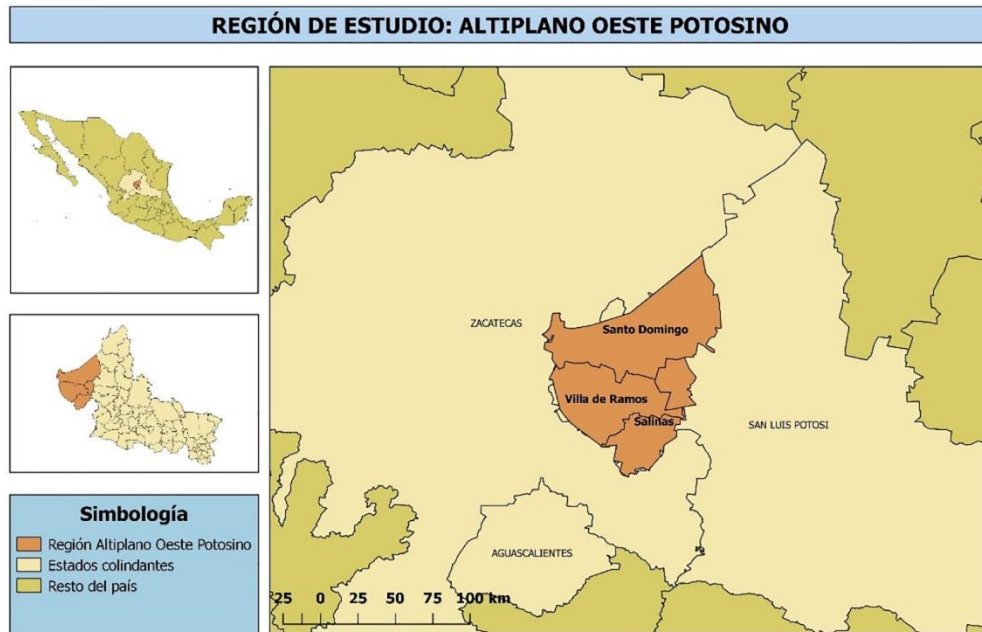 REGIÓN DE ESTUDIO: ALTIPLANO OESTE POTOSINO
ZACATECAS
Santo Domingo
Villa de Ramos
Salinas
SAN LUIS POTOSI
AGUASCALIENTES
Simbología
Región Altiplano Oeste Potosino
Estados colindantes
Resto del país
25 0 25 50 75 100 km